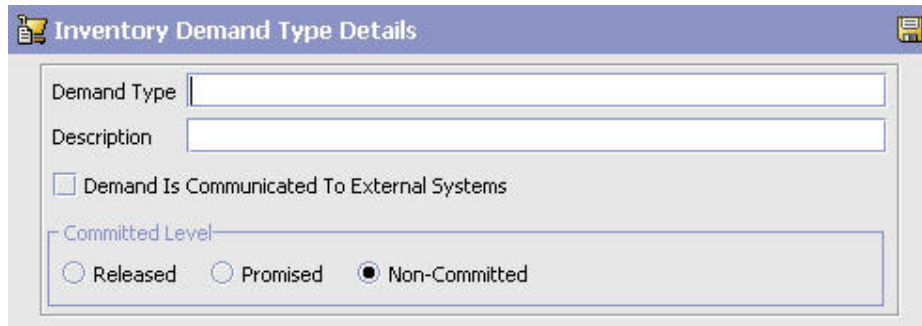 Inventory Demand Type Details
Demand Type
Description
Demand Is Communicated To External Systems
Committed Level
Released Promised Non-Committed